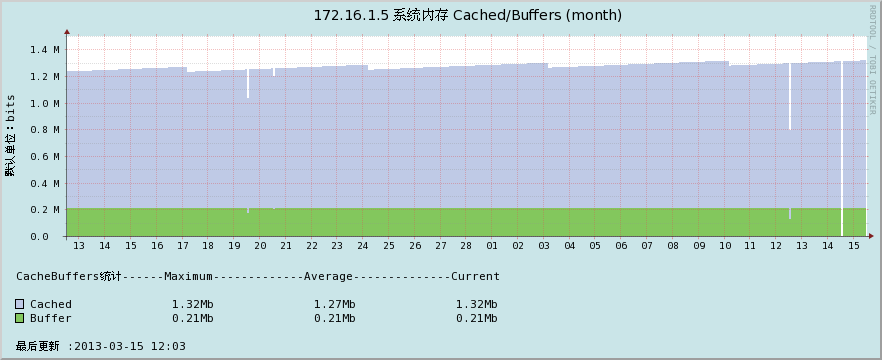 172.16.1.5 系统内存 Cached/Buffers (month)
RRDTOOL / TOBI OETIKER
默认单位：bits
1.4 M
1.2 M
1.0 M
0.8 M
0.6 M
0.4 M
0.2 M
0.0
13 14 15 16 17 18 19 20 21 22 23 24 25 26 27 28 01 02 03 04 05 06 07 08 09 10 11 12 13 14 15
CacheBuffers统计------Maximum-------------Average--------------Current
Cached 1.32Mb 1.27Mb 1.32Mb
Buffer 0.21Mb 0.21Mb 0.21Mb
最后更新 :2013-03-15 12:03